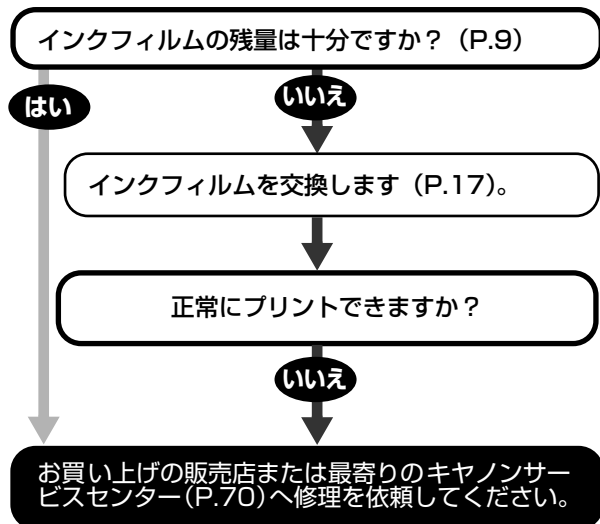 インクフィルムの残量は十分ですか？（P.9）
はい
いいえ
インクフィルムを交換します（P.17）。
正常にプリントできますか？
いいえ
お買い上げの販売店または最寄りのキヤノンサー
ビスセンター（P.70）へ修理を依頼してください。